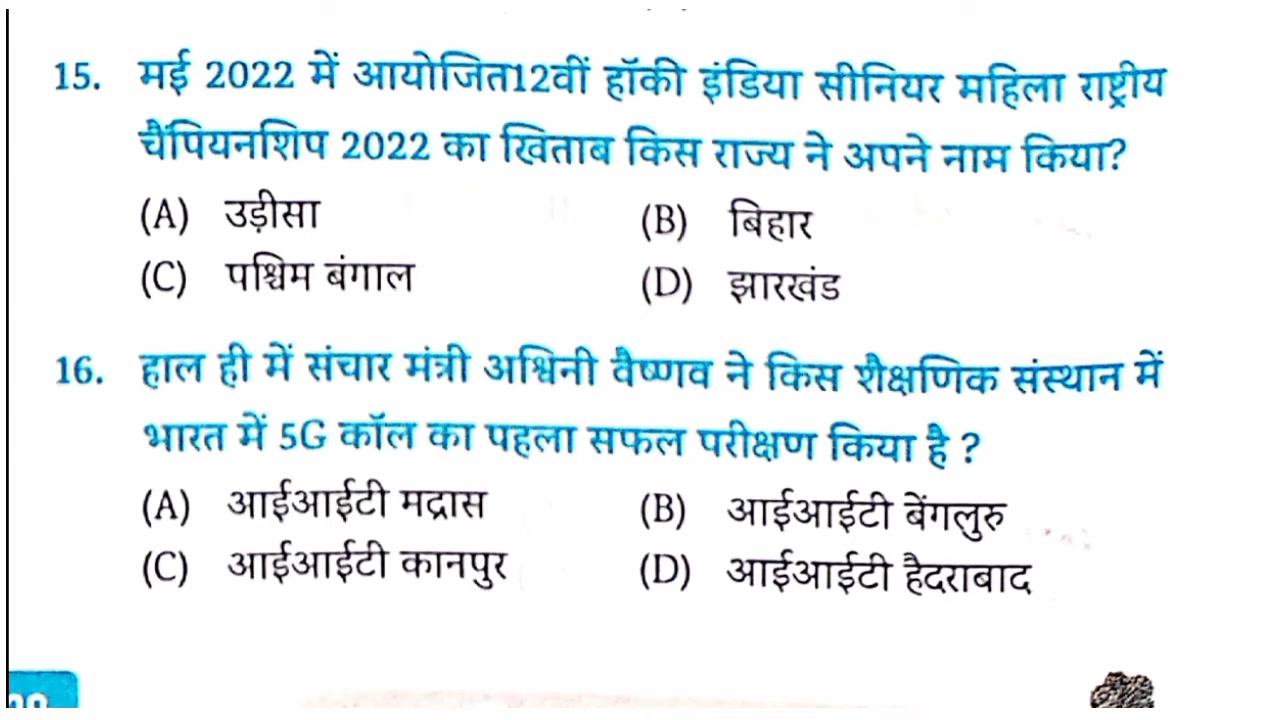 15. मई 2022 में आयोजित12वीं हॉकी इंडिया सीनियर महिला राष्ट्रीय
चैंपियनशिप 2022 का खिताब किस राज्य ने अपने नाम किया?
(A) उड़ीसा (B) बिहार
(C) पश्चिम बंगाल (D) झारखंड
16. हाल ही में संचार मंत्री अश्विनी वैष्णव ने किस शैक्षणिक संस्थान में
भारत में 5G कॉल का पहला सफल परीक्षण किया है ?
(A) आईआईटी मद्रास (B) आईआईटी बेंगलुरु
(C) आईआईटी कानपुर (D) आईआईटी हैदराबाद